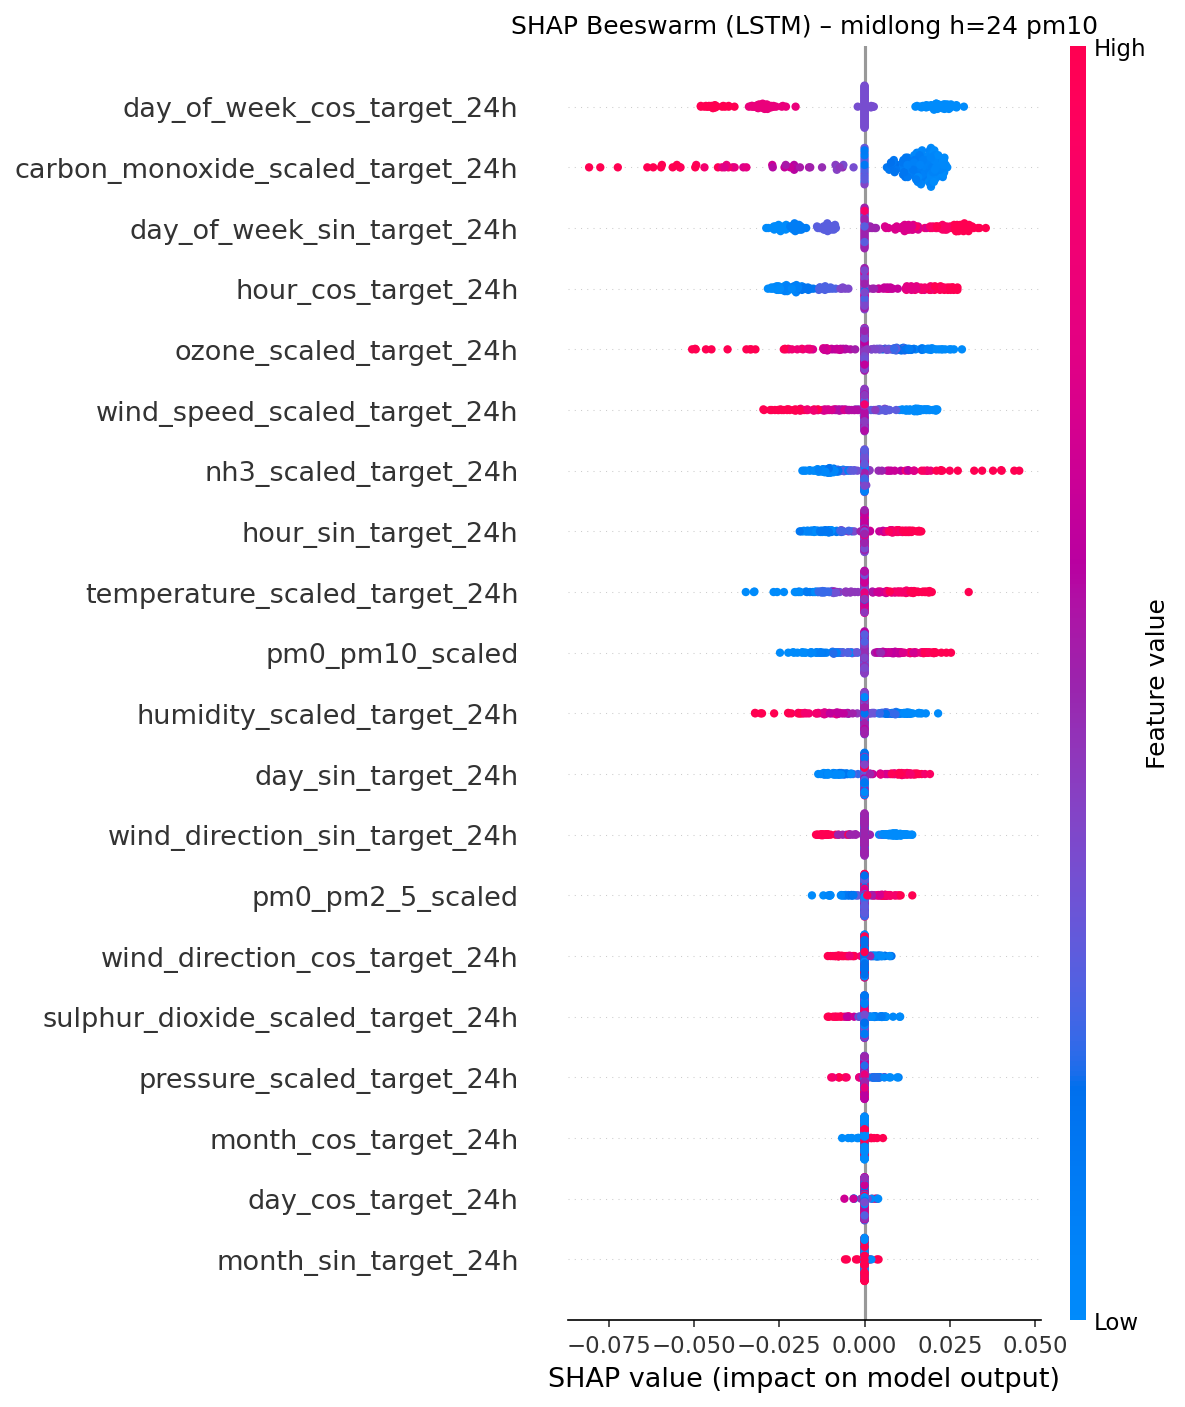 SHAP Beeswarm (LSTM) – midlong h=24 pm10
High
day_of_week_cos_target_24h
carbon_monoxide_scaled_target_24h
day_of_week_sin_target_24h
hour_cos_target_24h
ozone_scaled_target_24h
wind_speed_scaled_target_24h
nh3_scaled_target_24h
hour_sin_target_24h
temperature_scaled_target_24h
pm0_pm10_scaled
humidity_scaled_target_24h
day_sin_target_24h
wind_direction_sin_target_24h
pm0_pm2_5_scaled
wind_direction_cos_target_24h
sulphur_dioxide_scaled_target_24h
pressure_scaled_target_24h
month_cos_target_24h
day_cos_target_24h
month_sin_target_24h
Feature value
Low
−0.075 −0.050 −0.025 0.000 0.025 0.050
SHAP value (impact on model output)